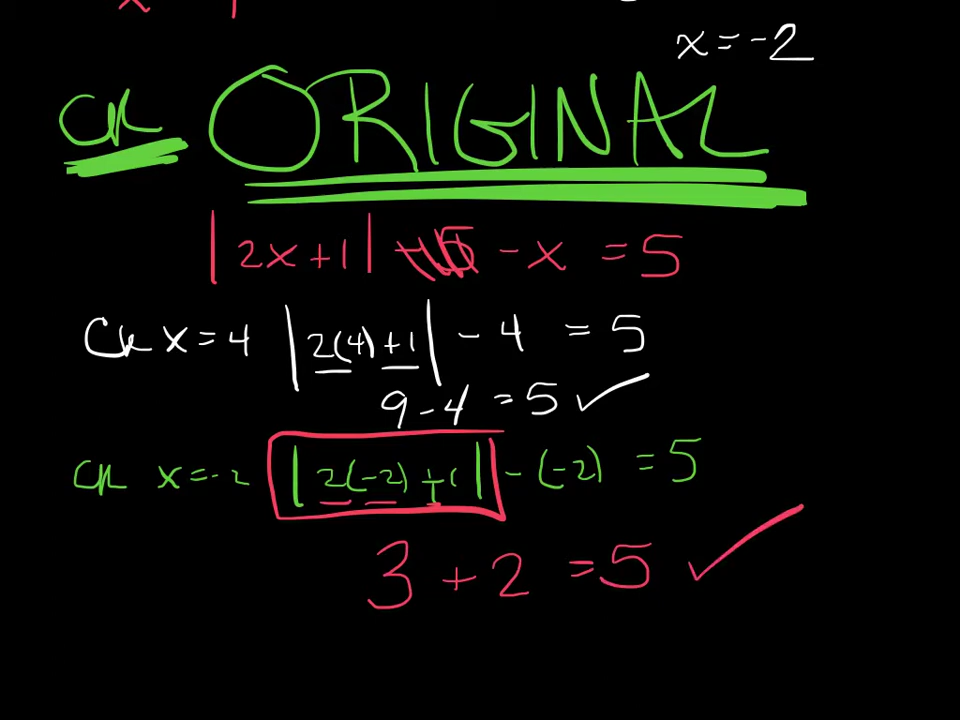 x = -2
CK ORIGINAL
|2x+1| - x = 5
CK x = 4 |2(4)+1| - 4 = 5
9 - 4 = 5 ✓
CK x = -2 |2(-2)+1| - (-2) = 5
3 + 2 = 5 ✓